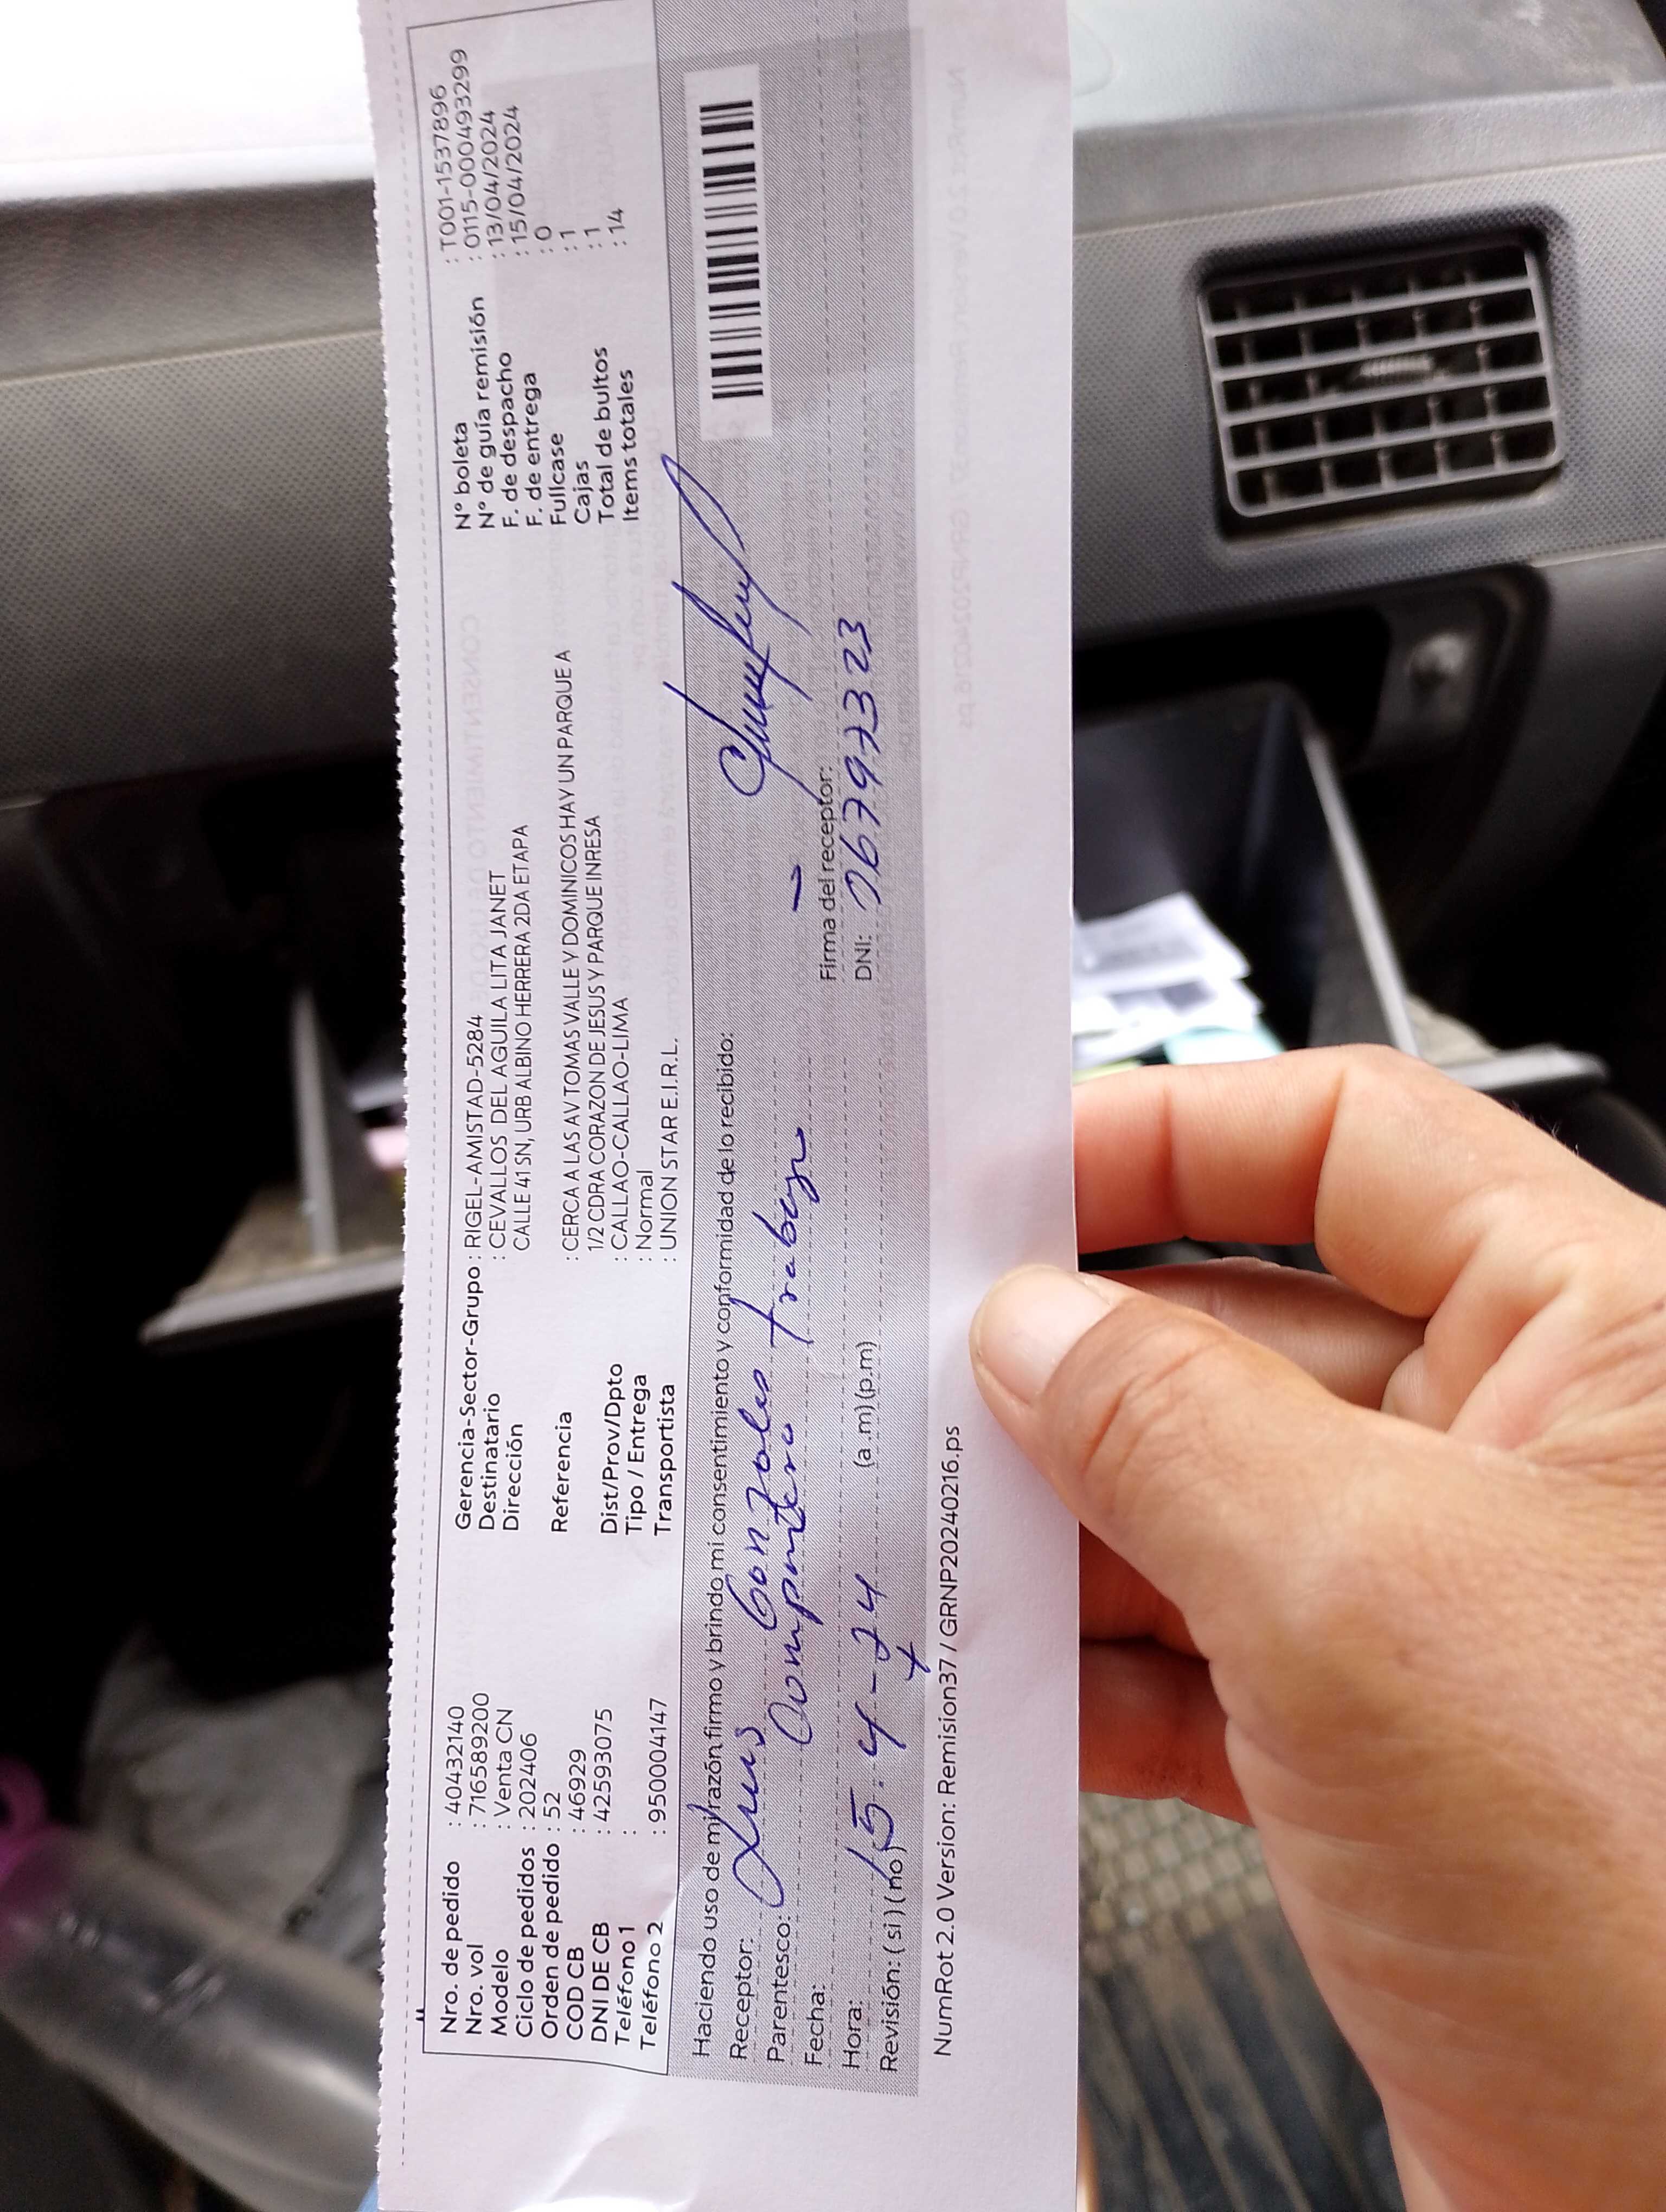 Nro. de pedido : 40432140
Nro. vol : 716589200
Modelo : Venta CN
Ciclo de pedidos : 202406
Orden de pedido : 52
COD CB : 46929
DNI DE CB : 42593075
Teléfono 1 :
Teléfono 2 : 950004147
Gerencia-Sector-Grupo : RIGEL-AMISTAD-5284
Destinatario : CEVALLOS DEL AGUILA LITA JANET
Dirección CALLE 41 SN, URB ALBINO HERRERA 2DA ETAPA
Referencia : CERCA A LAS AV TOMAS VALLE Y DOMINICOS HAY UN PARQUE A
1/2 CDRA CORAZON DE JESUS Y PARQUE INRESA
Dist/Prov/Dpto : CALLAO-CALLAO-LIMA
Tipo / Entrega : Normal
Transportista : UNION STAR E.I.R.L.
N° boleta : T001-1537896
N° de guía remisión : 0115-000493299
F. de despacho : 13/04/2024
F. de entrega : 15/04/2024
Fullcase : 0
Cajas : 1
Total de bultos : 1
Items totales : 14
Haciendo uso de mi razón firmo y brindo mi consentimiento y conformidad de lo recibido:
Receptor: Luis Gonzales
Parentesco: trabajo
Fecha: 15-4-24
Hora: (a.m)(p.m)
Revisión: (si)(no)
Firma del receptor:
DNI:
NumRot 2.0 Version: Remision37 / GRNP20240216.ps